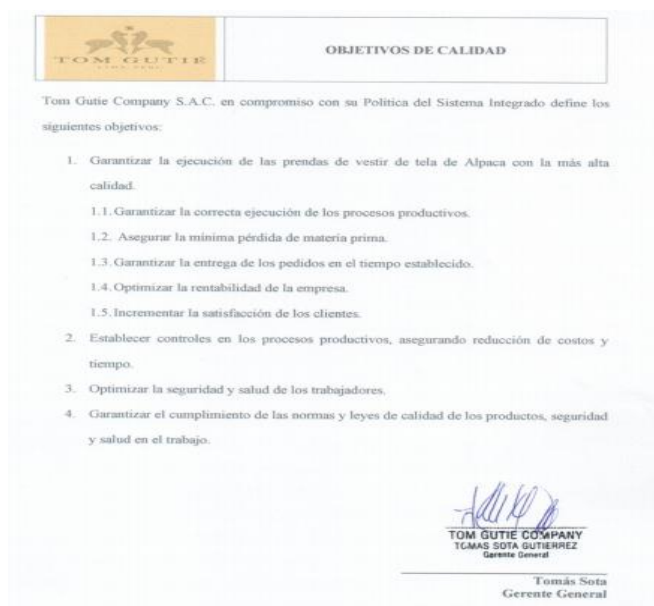 TOM GUTIE
LIMA PERU
OBJETIVOS DE CALIDAD
Tom Gutie Company S.A.C. en compromiso con su Política del Sistema Integrado define los
siguientes objetivos:
1. Garantizar la ejecución de las prendas de vestir de tela de Alpaca con la más alta
calidad.
1.1. Garantizar la correcta ejecución de los procesos productivos.
1.2. Asegurar la mínima pérdida de materia prima.
1.3. Garantizar la entrega de los pedidos en el tiempo establecido.
1.4. Optimizar la rentabilidad de la empresa.
1.5. Incrementar la satisfacción de los clientes.
2. Establecer controles en los procesos productivos, asegurando reducción de costos y
tiempo.
3. Optimizar la seguridad y salud de los trabajadores.
4. Garantizar el cumplimiento de las normas y leyes de calidad de los productos, seguridad
y salud en el trabajo.
TOM GUTIE COMPANY
TOMAS SOTA GUTIERREZ
Gerente General
Tomás Sota
Gerente General